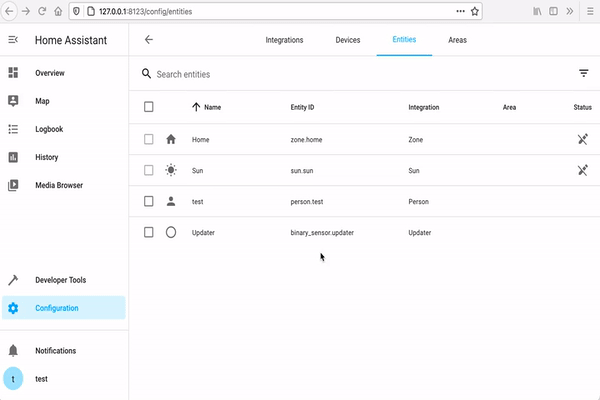 127.0.0.1:8123/config/entities
Home Assistant
Integrations Devices Entities Areas
Overview
Map
Logbook
History
Media Browser
Developer Tools
Configuration
Notifications
t test
Search entities
Name Entity ID Integration Area Status
Home zone.home Zone
Sun sun.sun Sun
test person.test Person
Updater binary_sensor.updater Updater